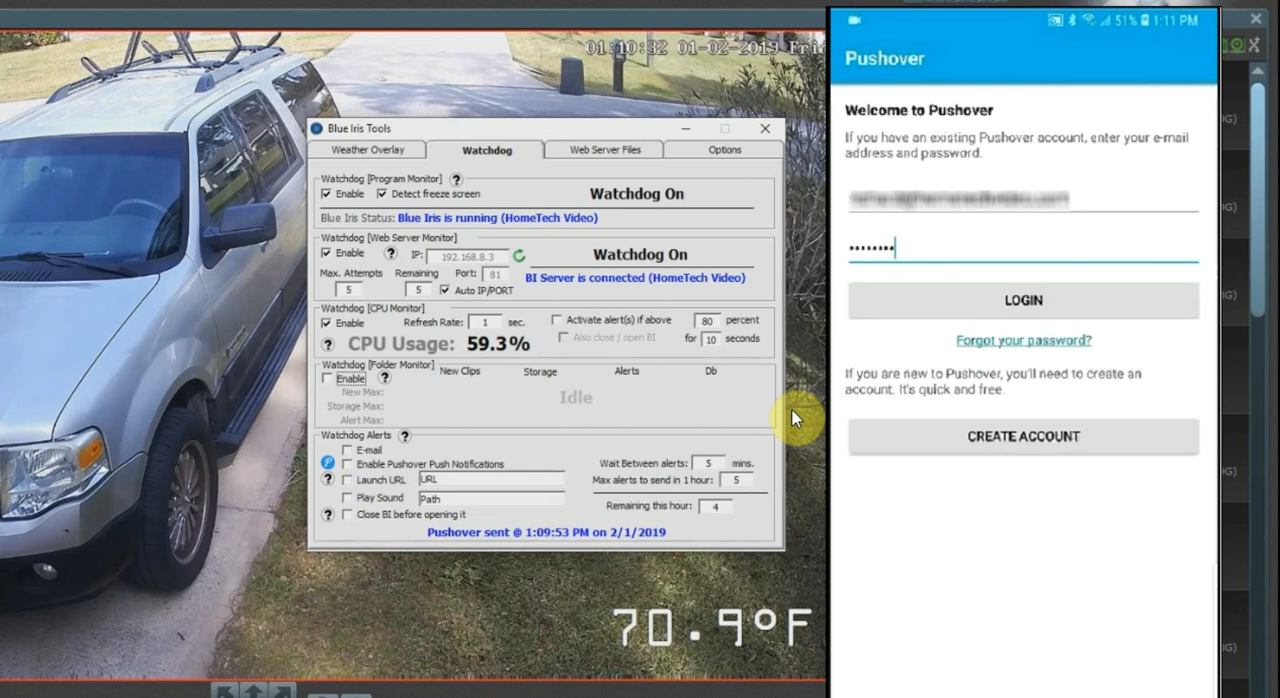 01:10:32 01-02-2019
Blue Iris Tools
Weather Overlay
Watchdog
Web Server Files
Options
Watchdog [Program Monitor]
Enable
Detect freeze screen
Watchdog On
Blue Iris Status: Blue Iris is running (HomeTech Video)
Watchdog [Web Server Monitor]
Enable
IP: 192.168.8.3
Watchdog On
Max. Attempts
Remaining
Port: 81
BI Server is connected (HomeTech Video)
5
5
Auto IP/PORT
Watchdog [CPU Monitor]
Enable
Refresh Rate: 1 sec.
Activate alert(s) if above 80 percent
Also close / open BI
for 10 seconds
CPU Usage: 59.3%
Watchdog [Folder Monitor]
New Clips
Storage
Alerts
Db
Enable
New Max:
Storage Max:
Alert Max:
Idle
Watchdog Alerts
E-mail
Enable Pushover Push Notifications
Launch URL
URL
Play Sound
Path
Close BI before opening it
Wait Between alerts: 5 mins.
Max alerts to send in 1 hour: 5
Remaining this hour: 4
Pushover sent @ 1:09:53 PM on 2/1/2019
70.9°F
51% 1:11 PM
Pushover
Welcome to Pushover
If you have an existing Pushover account, enter your e-mail
address and password.
LOGIN
Forgot your password?
If you are new to Pushover, you'll need to create an
account. It's quick and free.
CREATE ACCOUNT